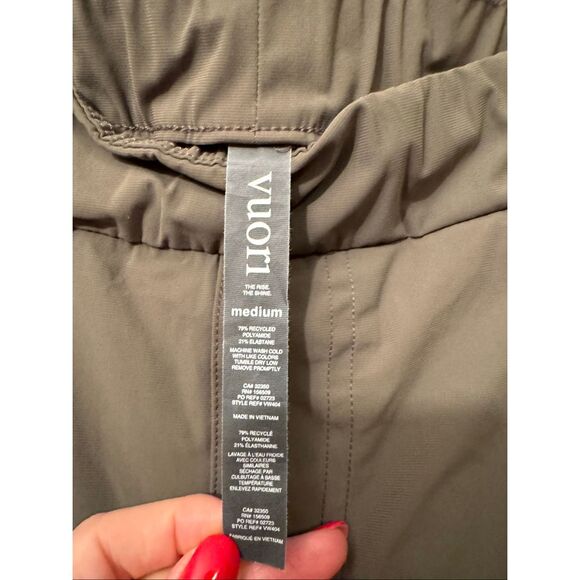 vuori
THE RISE.
THE SHINE.
medium
79% RECYCLED
POLYAMIDE
21% ELASTANE
MACHINE WASH COLD
WITH LIKE COLORS
TUMBLE DRY LOW
REMOVE PROMPTLY
CA# 32350
RN# 156509
PO REF# 02723
STYLE REF# VW404
MADE IN VIETNAM
79% RECYCLÉ
POLYAMIDE
21% ÉLASTHANNE
LAVAGE À L'EAU FROIDE
AVEC COULEURS
SIMILAIRES
SÉCHAGE PAR
CULBUTAGE À BASSE
TEMPÉRATURE
ENLEVEZ RAPIDEMENT
CA# 32350
RN# 156509
PO REF# 02723
STYLE REF# VW404
FABRIQUÉ EN VIETNAM